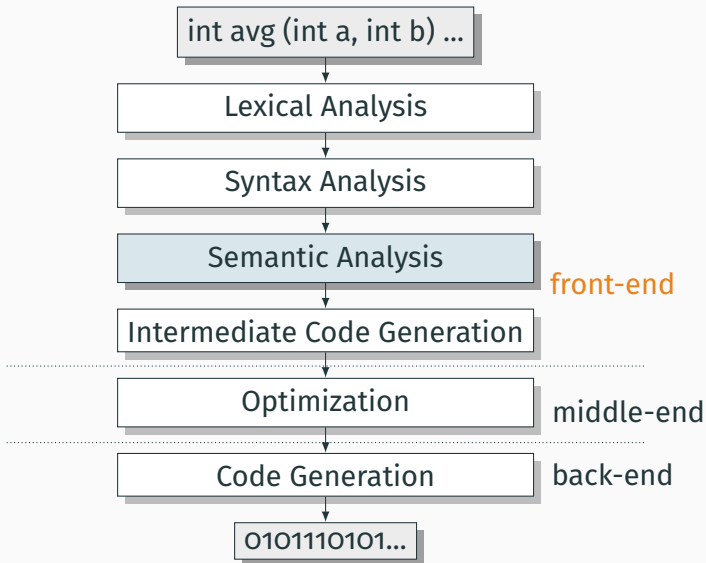 int avg (int a, int b) ...
Lexical Analysis
Syntax Analysis
Semantic Analysis
front-end
Intermediate Code Generation
Optimization
middle-end
Code Generation
back-end
0101110101...